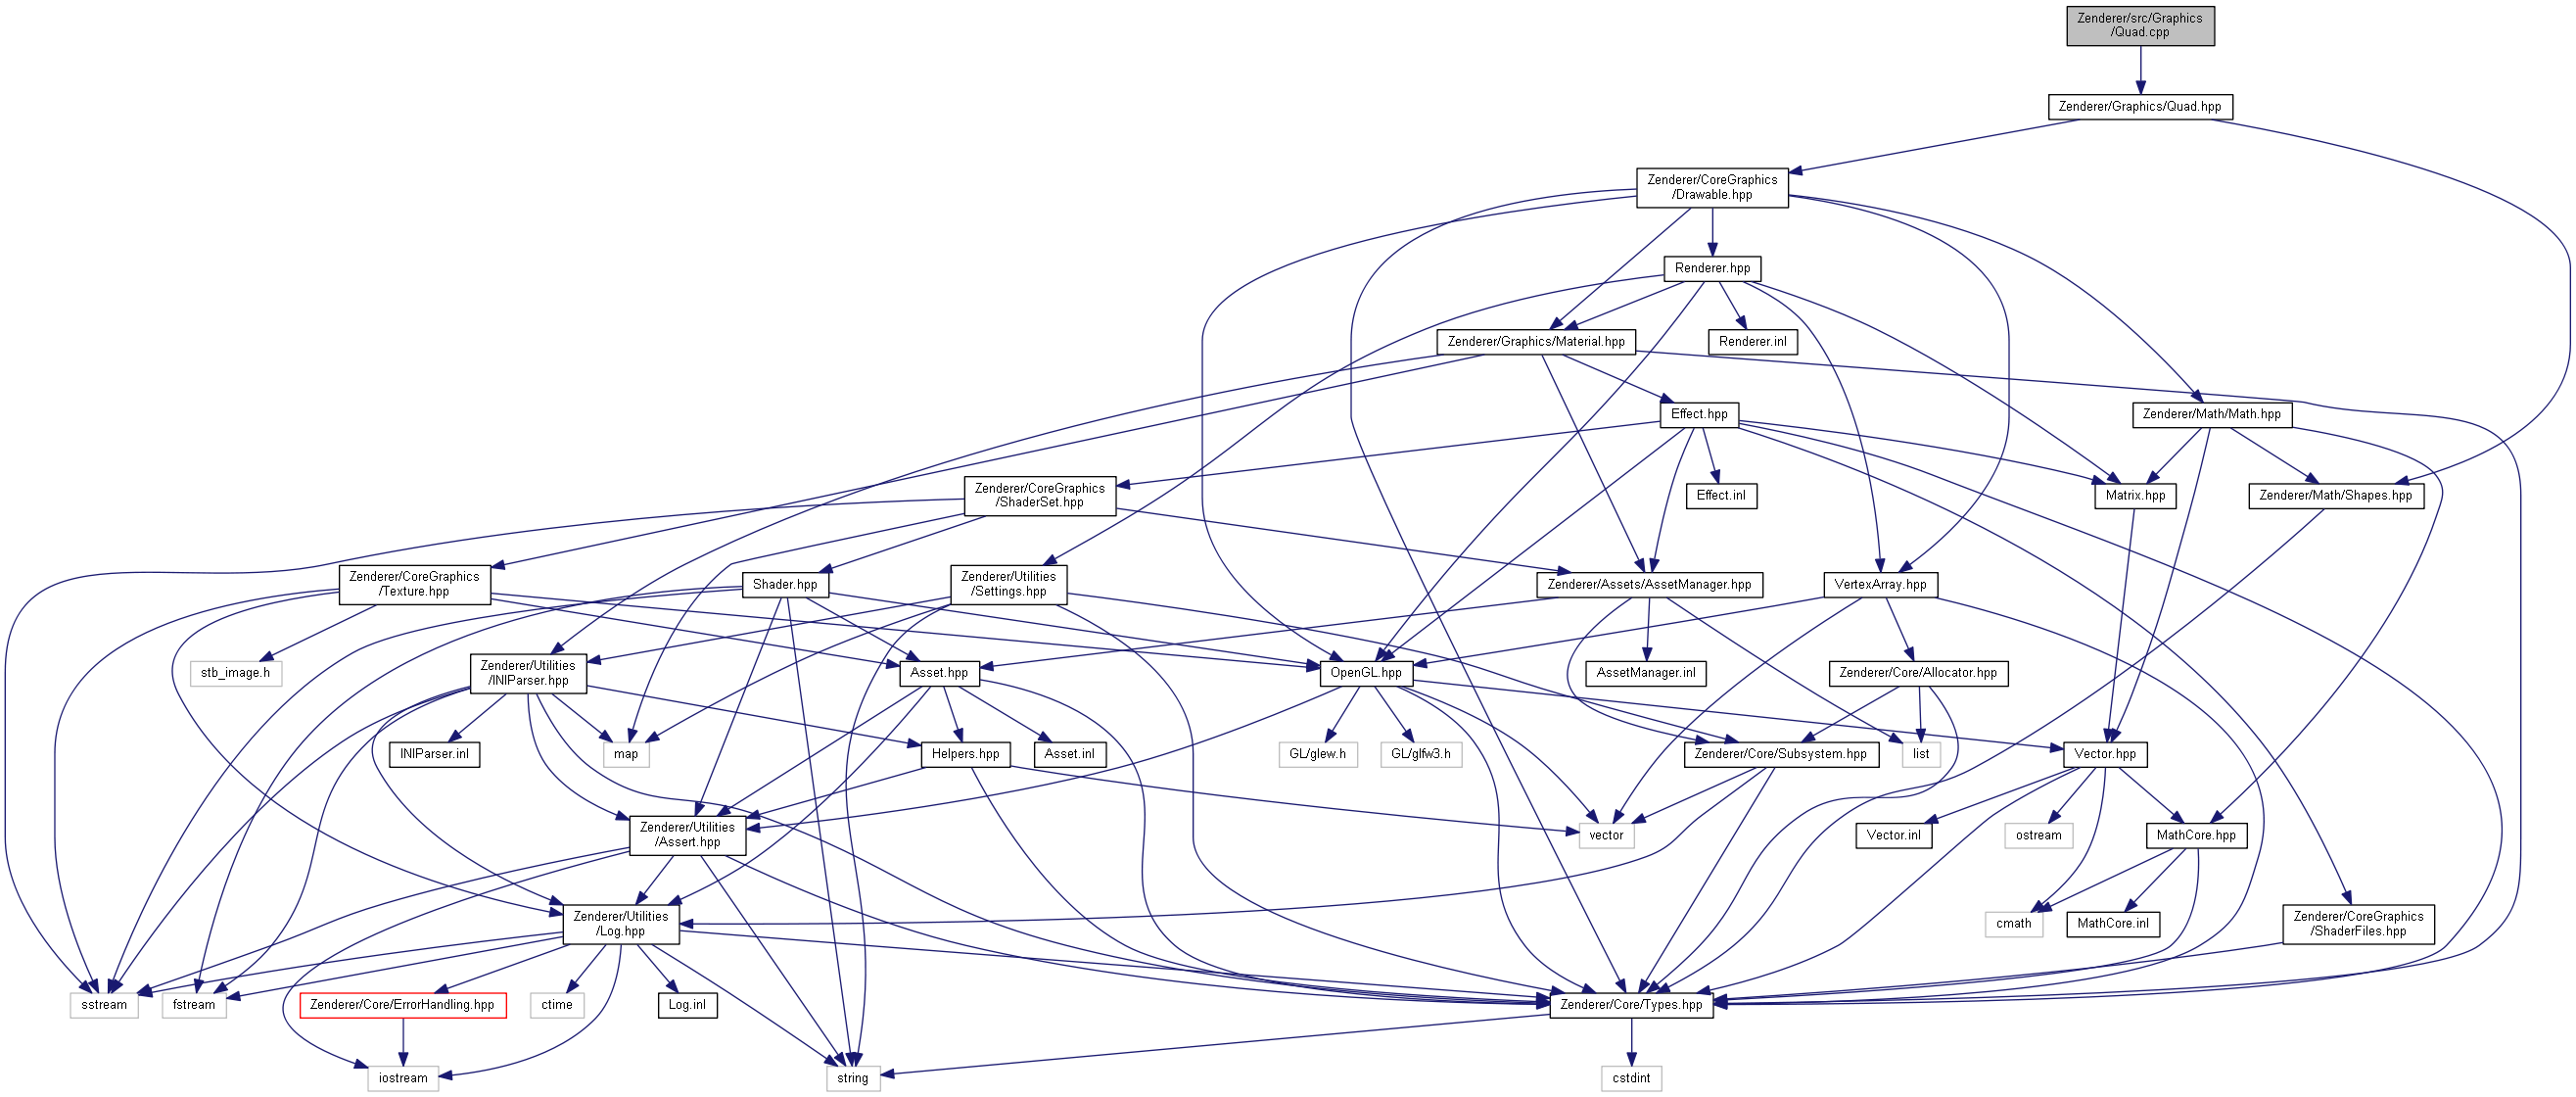 Zenderer/src/Graphics
/Quad.cpp
Zenderer/Graphics/Quad.hpp
Zenderer/CoreGraphics
/Drawable.hpp
Renderer.hpp
Zenderer/Graphics/Material.hpp
Renderer.inl
Effect.hpp
Zenderer/Math/Math.hpp
Zenderer/CoreGraphics
/ShaderSet.hpp
Effect.inl
Matrix.hpp
Zenderer/Math/Shapes.hpp
Zenderer/CoreGraphics
/Texture.hpp
Shader.hpp
Zenderer/Utilities
/Settings.hpp
Zenderer/Assets/AssetManager.hpp
VertexArray.hpp
stb_image.h
Zenderer/Utilities
/INIParser.hpp
Asset.hpp
OpenGL.hpp
AssetManager.inl
Zenderer/Core/Allocator.hpp
INIParser.inl
map
Helpers.hpp
Asset.inl
GL/glew.h
GL/glfw3.h
Zenderer/Core/Subsystem.hpp
list
Vector.hpp
Zenderer/Utilities
/Assert.hpp
vector
Vector.inl
ostream
MathCore.hpp
Zenderer/Utilities
/Log.hpp
cmath
MathCore.inl
Zenderer/CoreGraphics
/ShaderFiles.hpp
sstream
fstream
Zenderer/Core/ErrorHandling.hpp
ctime
Log.inl
Zenderer/Core/Types.hpp
iostream
string
cstdint